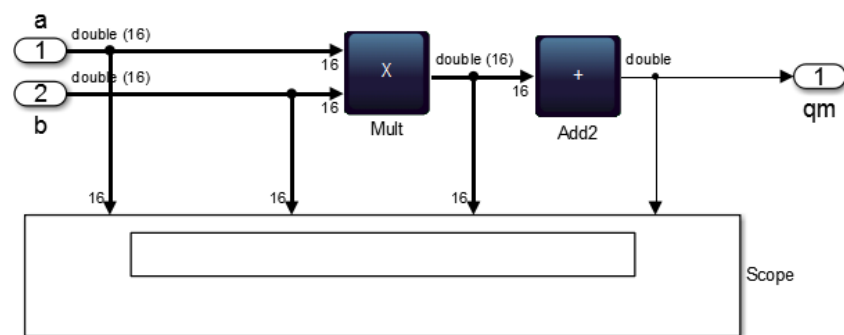 a
1
double (16)
16
X
Mult
double (16)
16
+
Add2
double
1
qm
2
double (16)
16
b
16
16
16
Scope